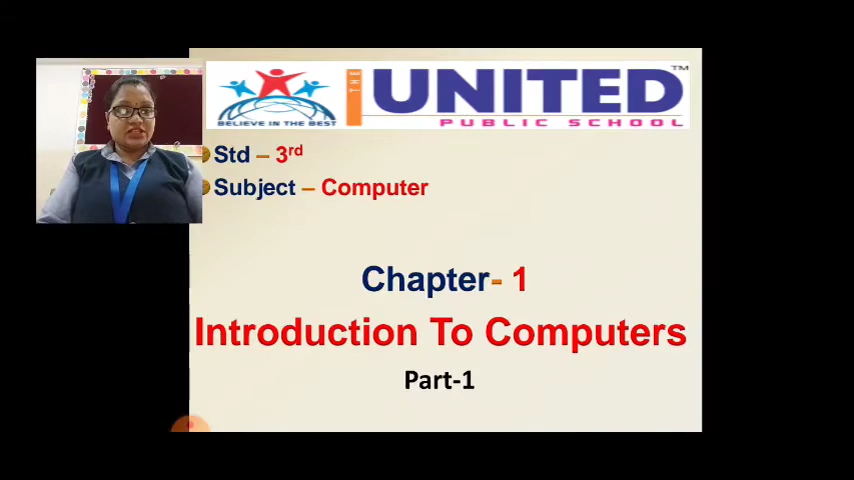 THE UNITED TM
BELIEVE IN THE BEST
PUBLIC SCHOOL
Std – 3rd
Subject – Computer
Chapter- 1
Introduction To Computers
Part-1